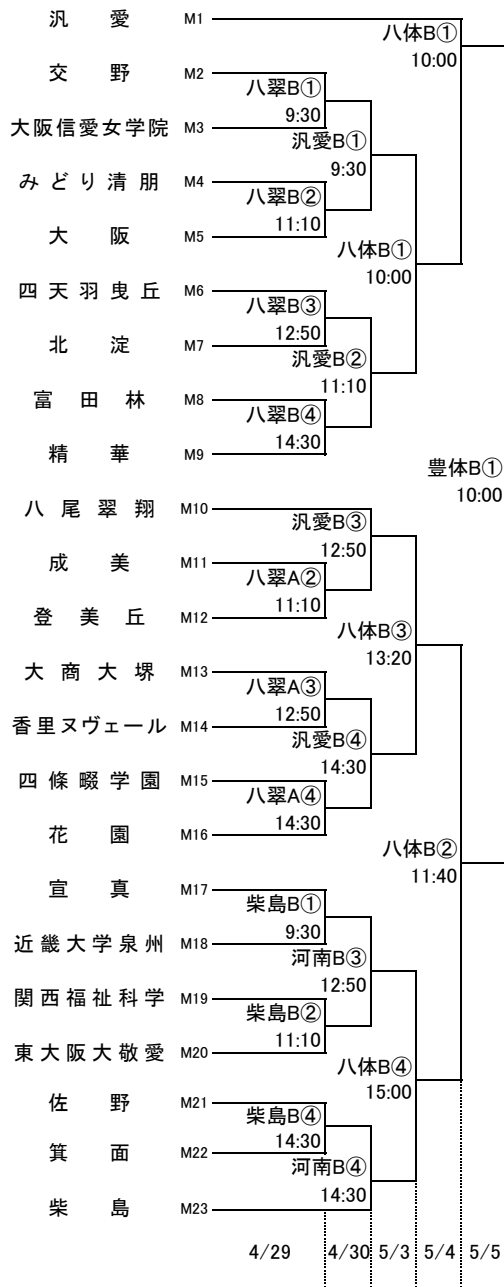 汎愛 M1
八体B①
10:00
交野 M2
八翠B①
9:30
大阪信愛女学院 M3
汎愛B①
9:30
みどり清朋 M4
八翠B②
11:10
大阪 M5
八体B①
10:00
四天羽曳丘 M6
八翠B③
12:50
北淀 M7
汎愛B②
11:10
富田林 M8
八翠B④
14:30
精華 M9
豊体B①
10:00
八尾翠翔 M10
汎愛B③
12:50
成美 M11
八翠A②
11:10
登美丘 M12
八体B③
13:20
大商大堺 M13
八翠A③
12:50
香里ヌヴェール M14
汎愛B④
14:30
四條畷学園 M15
八翠A④
14:30
花園 M16
八体B②
11:40
宣真 M17
柴島B①
9:30
近畿大学泉州 M18
河南B③
12:50
関西福祉科学 M19
柴島B②
11:10
東大阪大敬愛 M20
八体B④
15:00
佐野 M21
柴島B④
14:30
箕面 M22
河南B④
14:30
柴島 M23
4/29 4/30 5/3 5/4 5/5